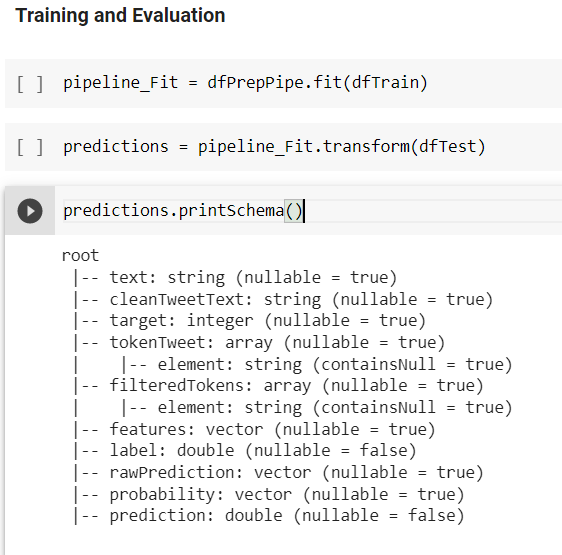 Training and Evaluation
[ ] pipeline_Fit = dfPrepPipe.fit(dfTrain)
[ ] predictions = pipeline_Fit.transform(dfTest)
predictions.printSchema()
root
 |-- text: string (nullable = true)
 |-- cleanTweetText: string (nullable = true)
 |-- target: integer (nullable = true)
 |-- tokenTweet: array (nullable = true)
 |    |-- element: string (containsNull = true)
 |-- filteredTokens: array (nullable = true)
 |    |-- element: string (containsNull = true)
 |-- features: vector (nullable = true)
 |-- label: double (nullable = false)
 |-- rawPrediction: vector (nullable = true)
 |-- probability: vector (nullable = true)
 |-- prediction: double (nullable = false)